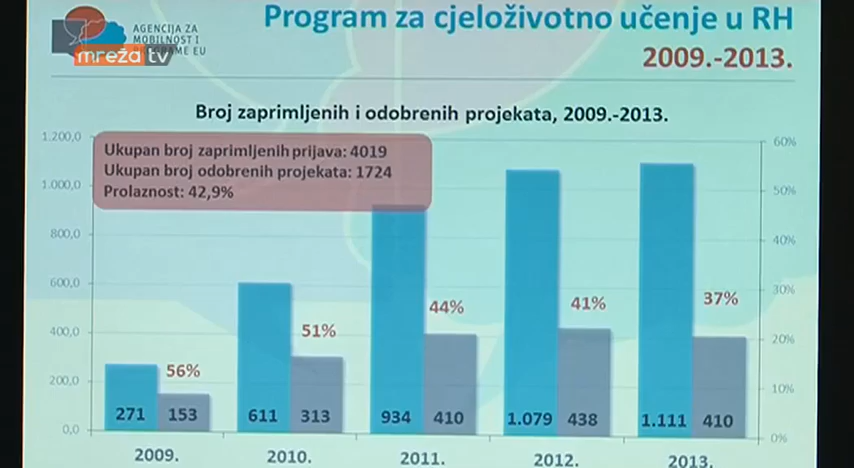 Program za cjeloživotno učenje u RH
2009.-2013.
AGENCIJA ZA
MOBILNOST I
PROGRAME EU
mreža tv
Broj zaprimljenih i odobrenih projekata, 2009.-2013.
Ukupan broj zaprimljenih prijava: 4019
Ukupan broj odobrenih projekata: 1724
Prolaznost: 42,9%
1.200,0
1.000,0
800,0
600,0
400,0
200,0
0,0
60%
50%
40%
30%
20%
10%
0%
56%
51%
44%
41%
37%
271 153 611 313 934 410 1.079 438 1.111 410
2009. 2010. 2011. 2012. 2013.